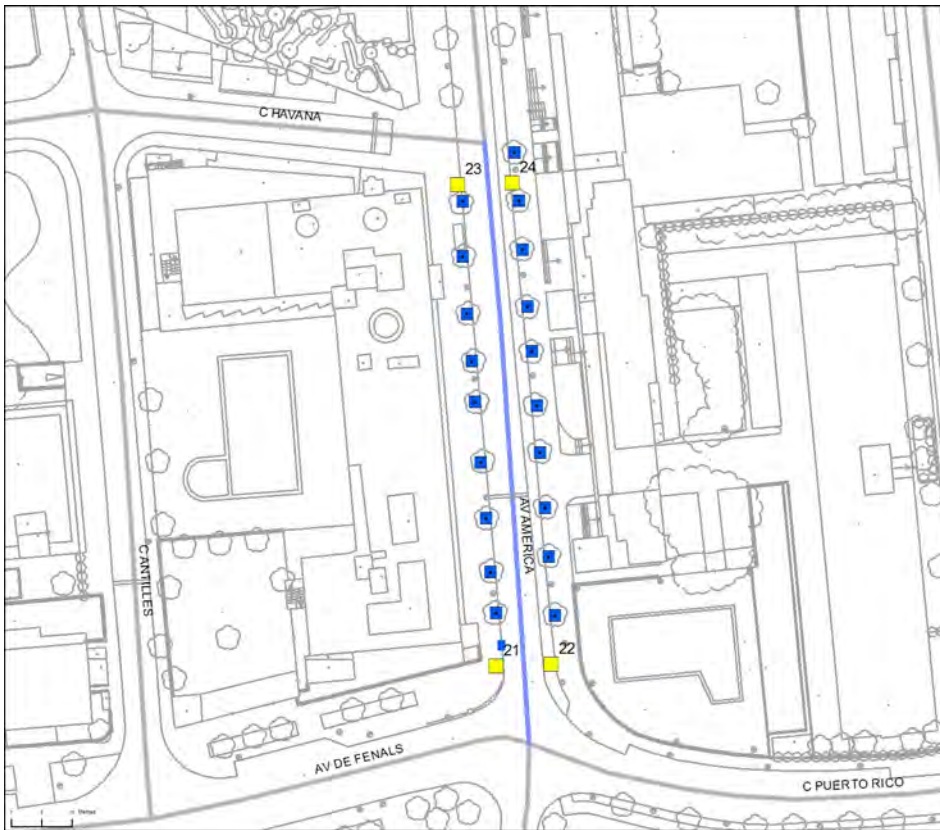 C HAVANA
23
24
AV AMERICA
C ANTILLES
21
22
AV DE FENALS
C PUERTO RICO